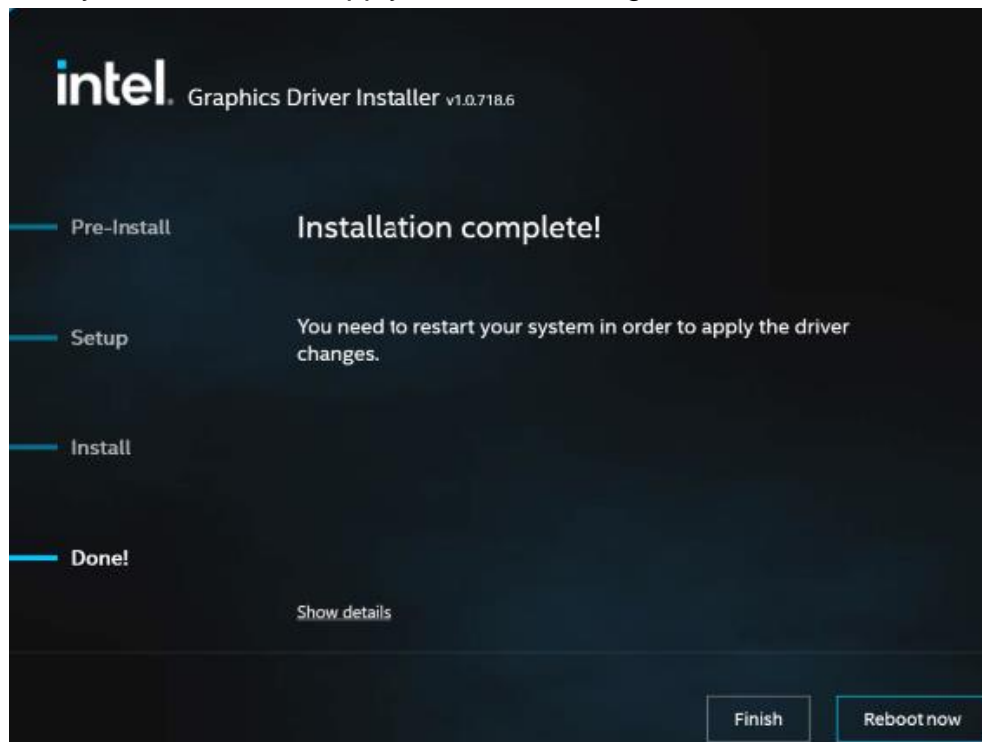 intel. Graphics Driver Installer v1.0.718.6
Pre-Install
Installation complete!
Setup
You need to restart your system in order to apply the driver
changes.
Install
Done!
Show details
Finish
Reboot now